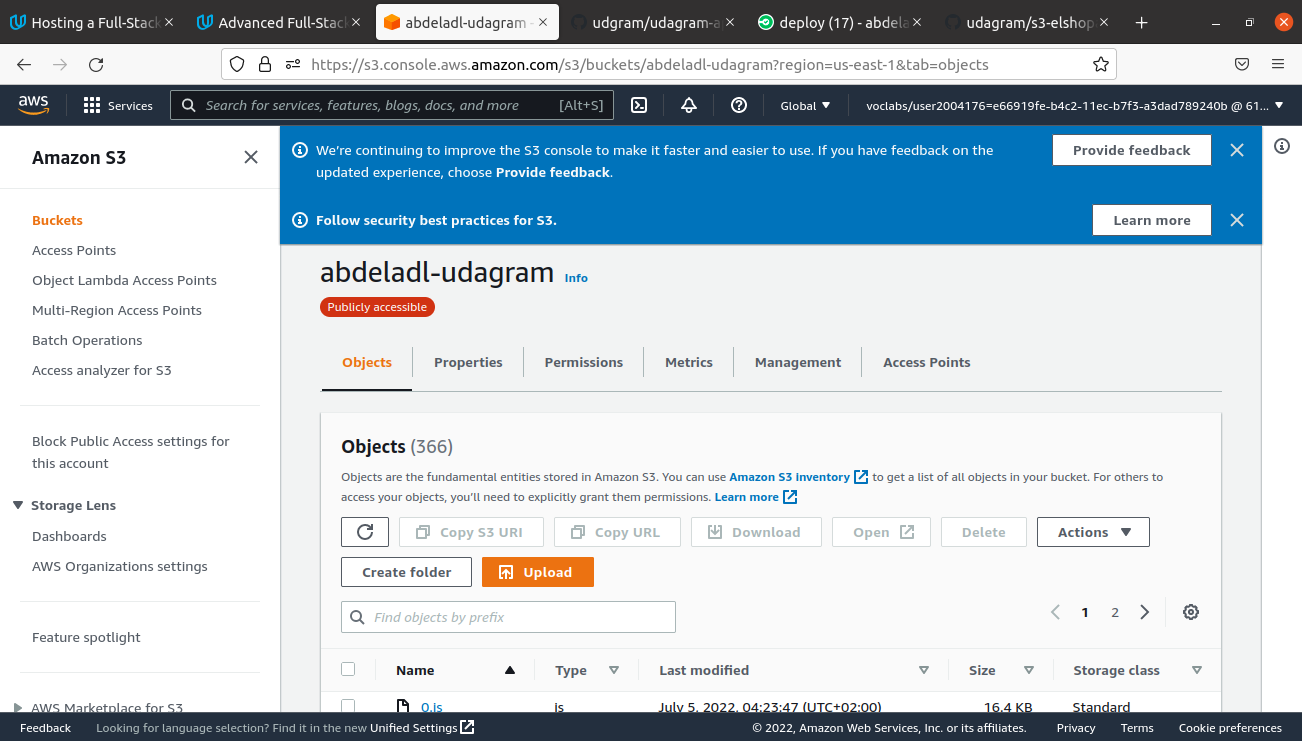 Hosting a Full-Stack
Advanced Full-Stack
abdeladl-udagram -
udgram/udagram-a
deploy (17) - abdela
udagram/s3-elshop
https://s3.console.aws.amazon.com/s3/buckets/abdeladl-udagram?region=us-east-1&tab=objects
aws
Services
Search for services, features, blogs, docs, and more
[Alt+S]
Global
voclabs/user2004176=e66919fe-b4c2-11ec-b7f3-a3dad789240b @ 61...
Amazon S3
Buckets
Access Points
Object Lambda Access Points
Multi-Region Access Points
Batch Operations
Access analyzer for S3
Block Public Access settings for
this account
Storage Lens
Dashboards
AWS Organizations settings
Feature spotlight
AWS Marketplace for S3
We're continuing to improve the S3 console to make it faster and easier to use. If you have feedback on the
updated experience, choose Provide feedback.
Provide feedback
Follow security best practices for S3.
Learn more
abdeladl-udagram Info
Publicly accessible
Objects
Properties
Permissions
Metrics
Management
Access Points
Objects (366)
Objects are the fundamental entities stored in Amazon S3. You can use Amazon S3 inventory to get a list of all objects in your bucket. For others to
access your objects, you'll need to explicitly grant them permissions. Learn more
Copy S3 URI
Copy URL
Download
Open
Delete
Actions
Create folder
Upload
Find objects by prefix
1
2
Name
Type
Last modified
Size
Storage class
0.js
js
July 5, 2022, 04:23:47 (UTC+02:00)
16.4 KB
Standard
Feedback
Looking for language selection? Find it in the new Unified Settings
© 2022, Amazon Web Services, Inc. or its affiliates.
Privacy
Terms
Cookie preferences